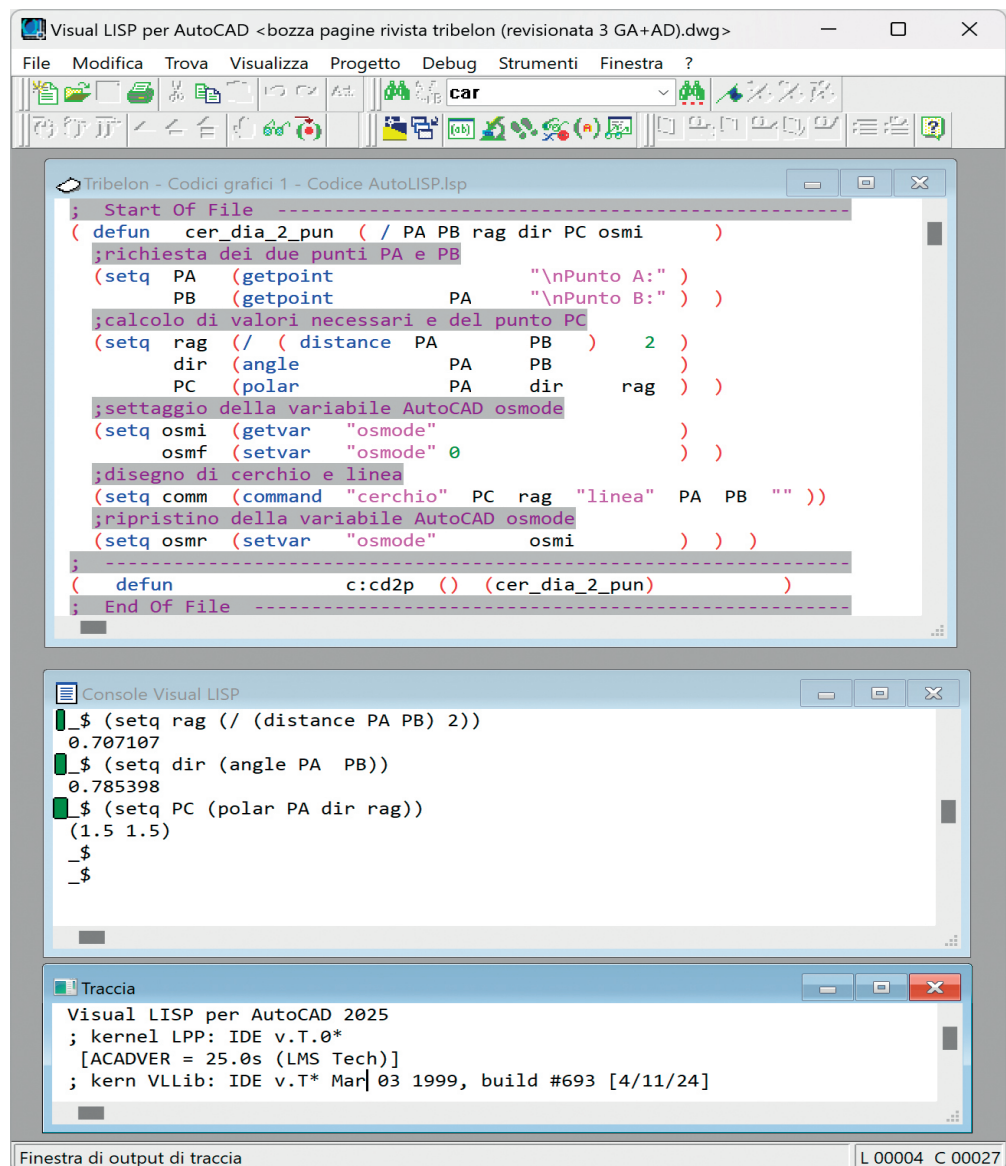 Visual LISP per AutoCAD <bozza pagine rivista tribelon (revisionata 3 GA+AD).dwg>
File Modifica Trova Visualizza Progetto Debug Strumenti Finestra ?
car
Tribelon - Codici grafici 1 - Codice AutoLISP.lsp
; Start Of File ---------------------------------------------------
( defun cer_dia_2_pun ( / PA PB rag dir PC osmi )
;richiesta dei due punti PA e PB
(setq PA (getpoint "\nPunto A:" )
PB (getpoint PA "\nPunto B:" ) )
;calcolo di valori necessari e del punto PC
(setq rag (/ ( distance PA PB ) 2 )
dir (angle PA PB )
PC (polar PA dir rag ) )
;settaggio della variabile AutoCAD osmode
(setq osmi (getvar "osmode" )
osmf (setvar "osmode" 0 ) )
;disegno di cerchio e linea
(setq comm (command "cerchio" PC rag "linea" PA PB "" ))
;ripristino della variabile AutoCAD osmode
(setq osmr (setvar "osmode" osmi ) ) )
; ------------------------------------------------------------------
( defun c:cd2p () (cer_dia_2_pun) )
; End Of File -----------------------------------------------------
Console Visual LISP
_$ (setq rag (/ (distance PA PB) 2))
0.707107
_$ (setq dir (angle PA PB))
0.785398
_$ (setq PC (polar PA dir rag))
(1.5 1.5)
_$
_$
Traccia
Visual LISP per AutoCAD 2025
; kernel LPP: IDE v.T.0*
[ACADVER = 25.0s (LMS Tech)]
; kern VLLib: IDE v.T* Mar 03 1999, build #693 [4/11/24]
Finestra di output di traccia
L 00004 C 00027